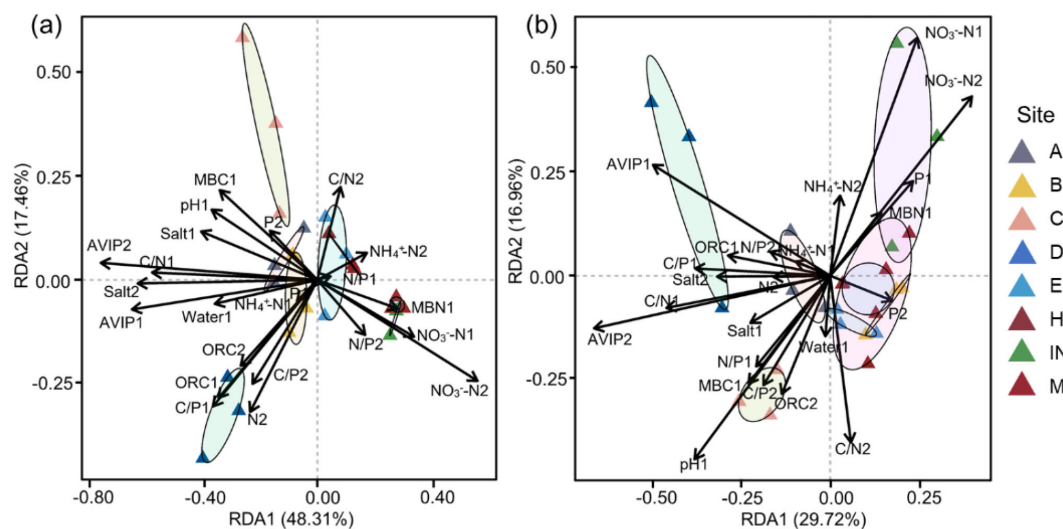 (a)
RDA2 (17.46%)
0.50
0.25
0.00
-0.25
-0.80
-0.40
0.00
0.40
RDA1 (48.31%)
MBC1
C/N2
pH1
P2
Salt1
NH₄⁺-N2
AVIP2
C/N1
N/P1
Salt2
P1
NH₄⁺-N1
MBN1
AVIP1
Water1
NO₃⁻-N1
N/P2
ORC2
C/P2
NO₃⁻-N2
ORC1
C/P1
N2
(b)
RDA2 (16.96%)
0.50
0.25
0.00
-0.25
-0.50
-0.25
0.00
0.25
RDA1 (29.72%)
NO₃⁻-N1
NO₃⁻-N2
AVIP1
NH₄⁺-N2
P1
MBN1
ORC1
N/P2
NH₄⁺-N1
C/P1
Salt2
N2
C/N1
P2
AVIP2
Salt1
Water1
N/P1
MBC1
C/P2
ORC2
C/N2
pH1
Site
A
B
C
D
E
H
IN
M